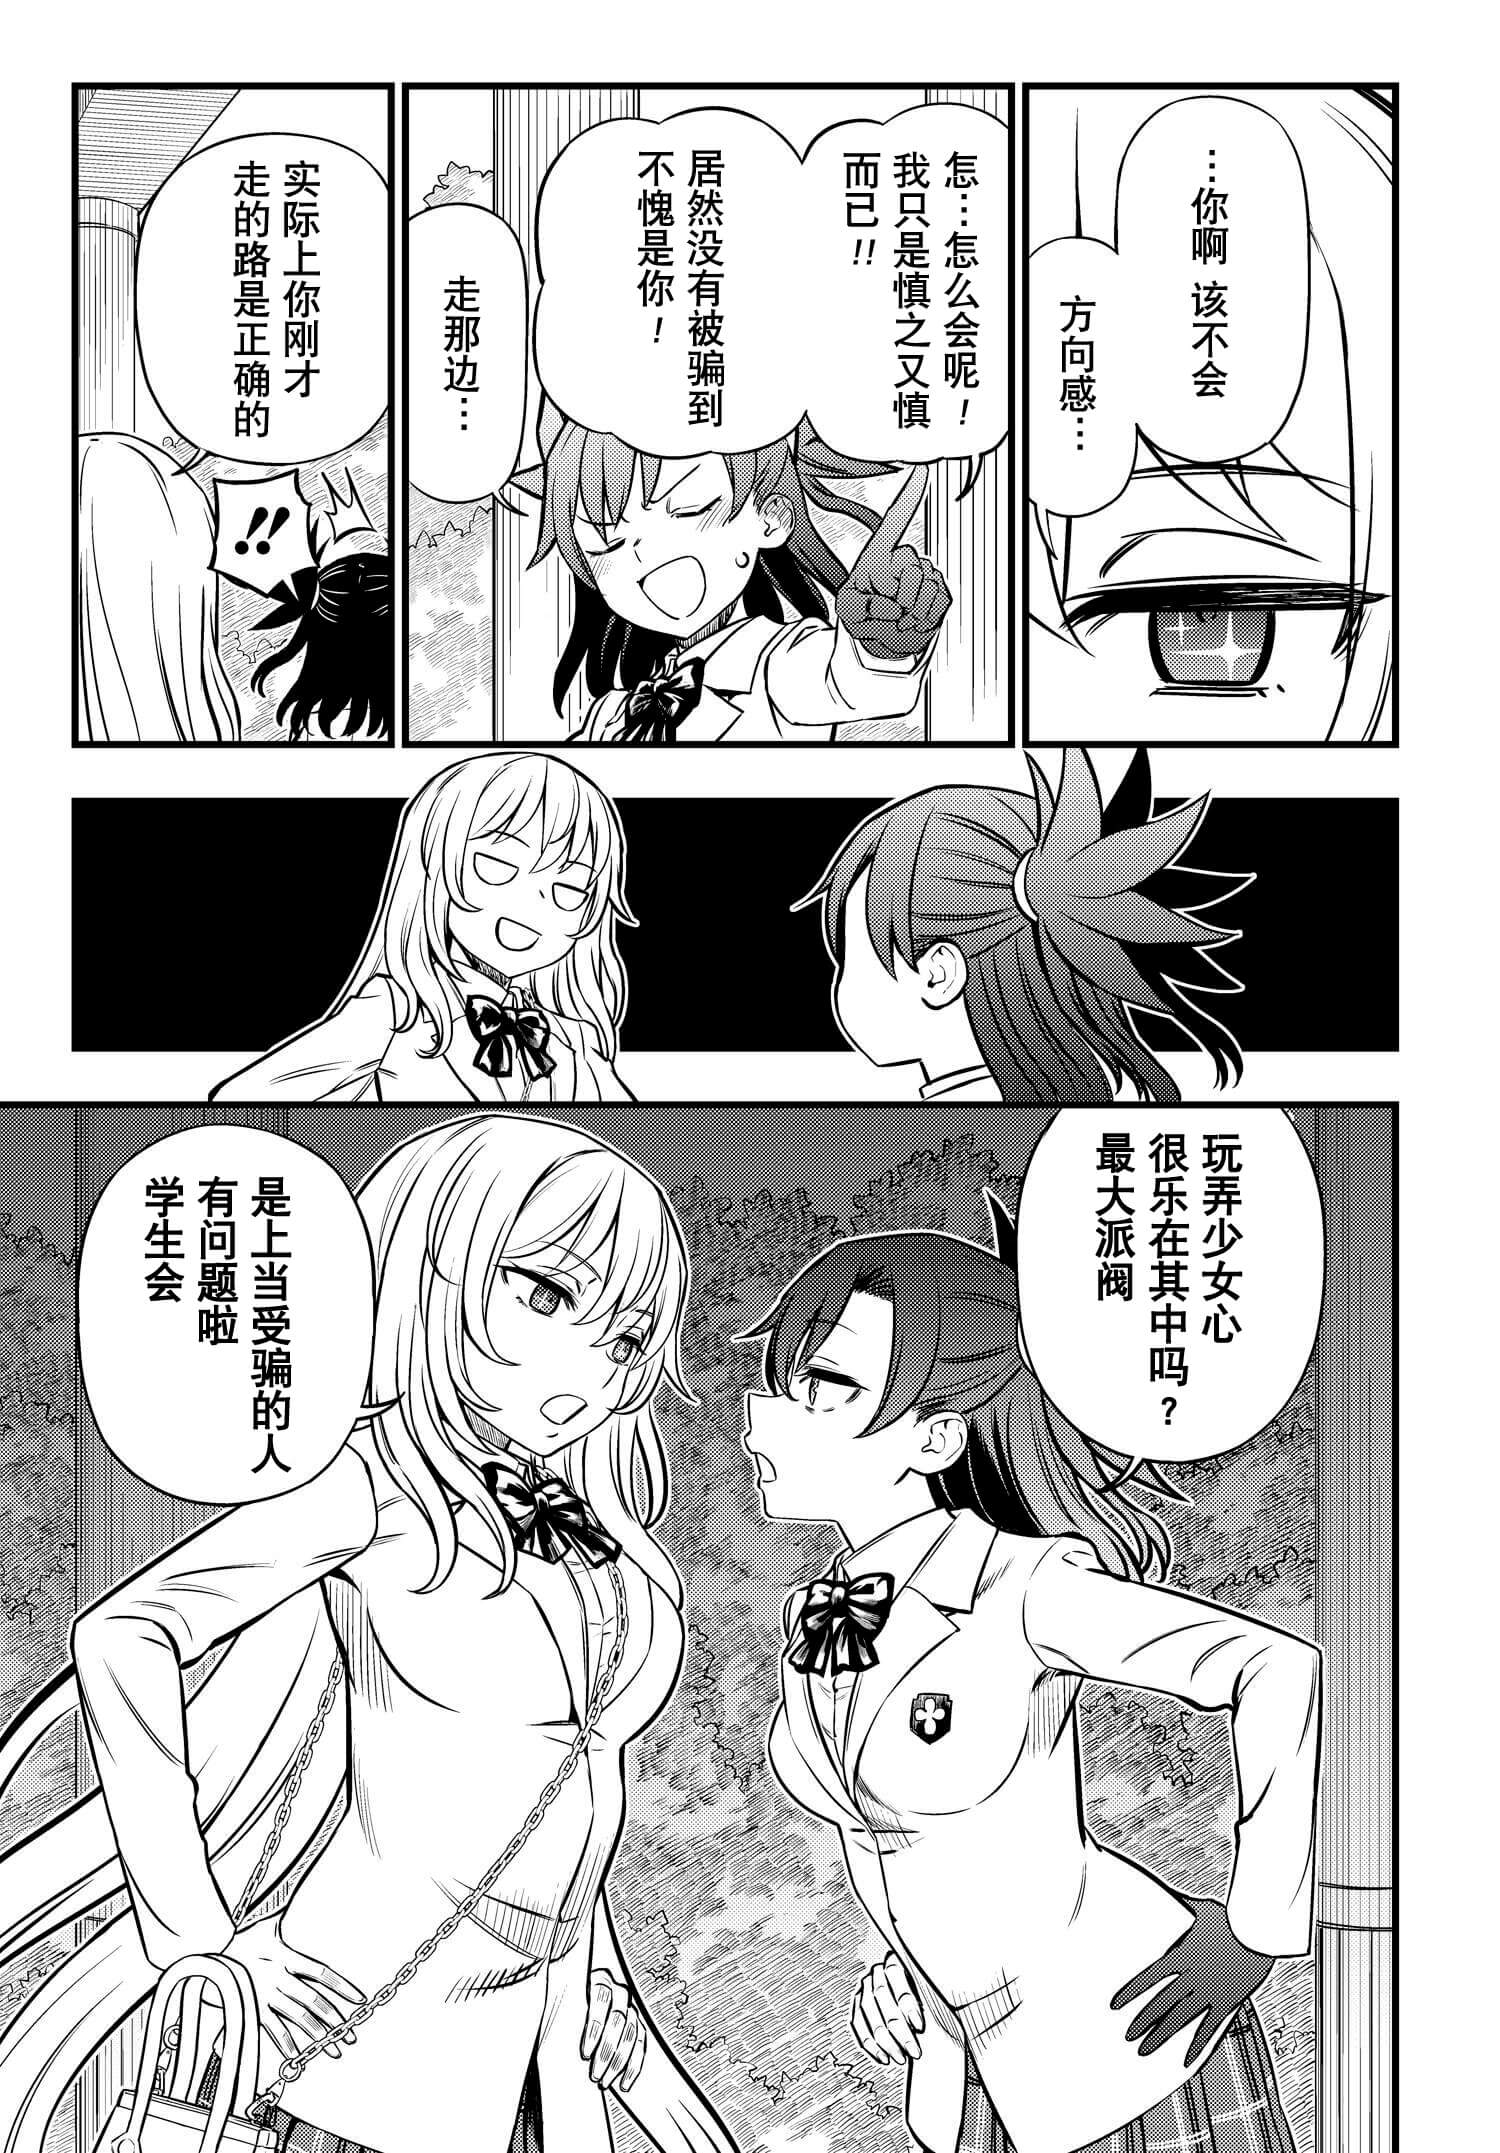 …你啊 该不会
方向感…
怎…怎么会呢！
我只是慎之又慎
而已!!
居然没有被骗到
不愧是你！
走那边…
实际上你刚才
走的路是正确的
!!
玩弄少女心
很乐在其中吗？
最大派阀
是上当受骗的人
有问题啦
学生会